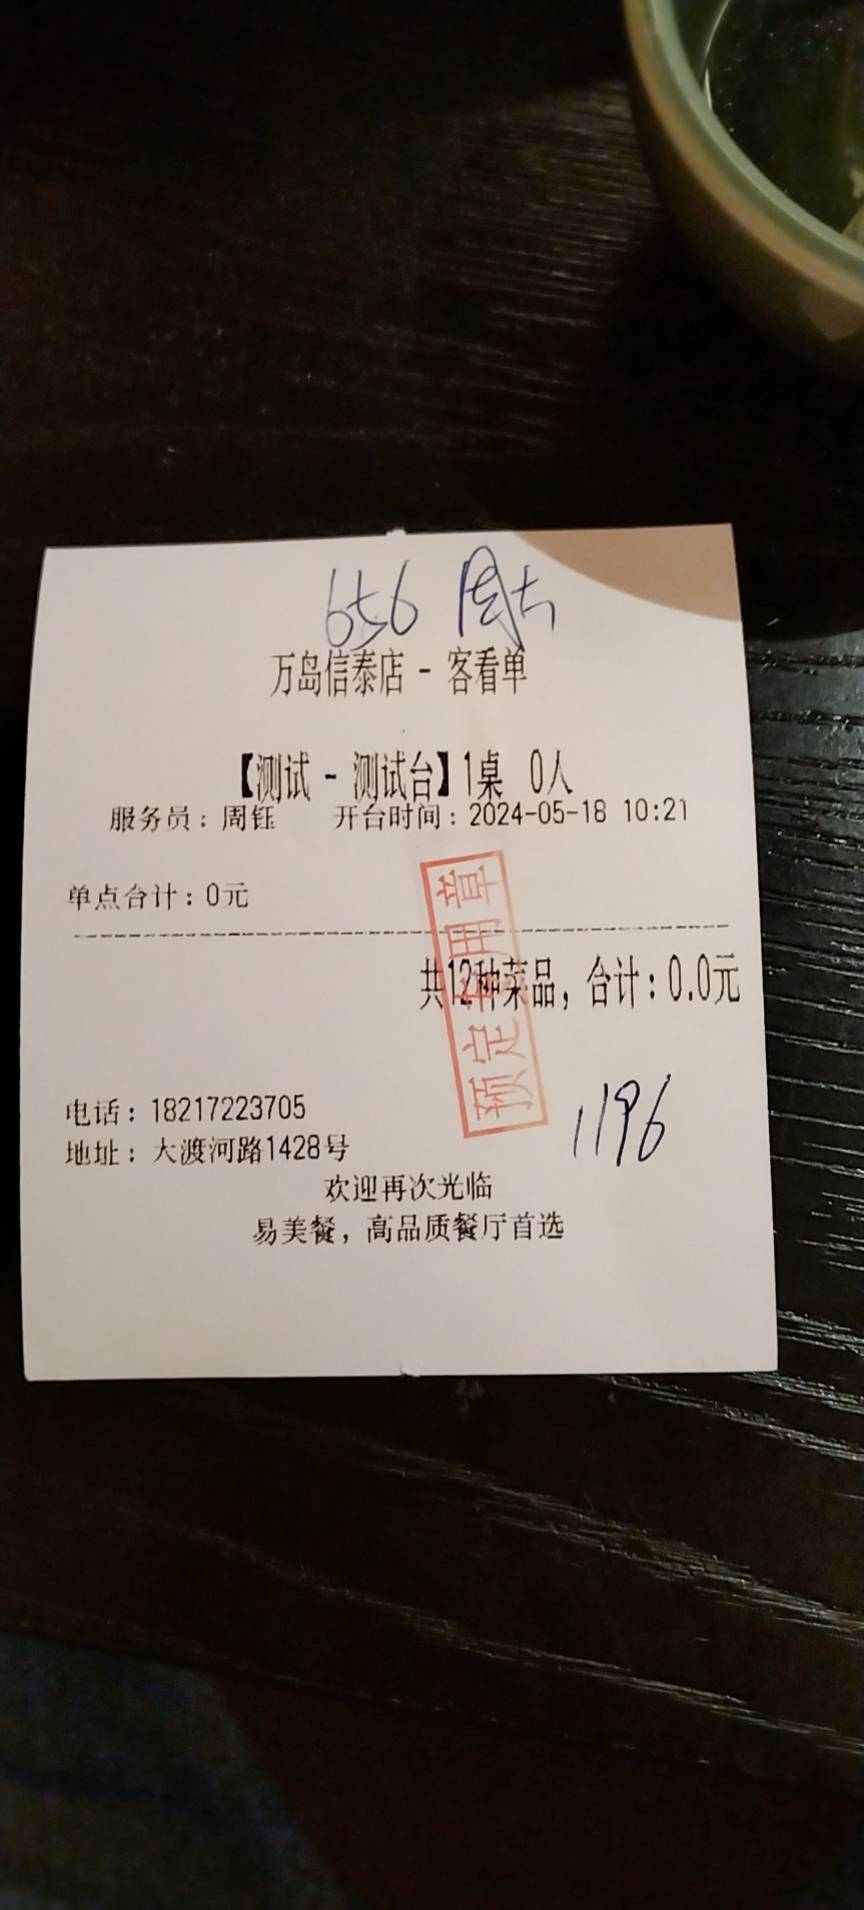 656
万岛信泰店 - 客看单
【测试 - 测试台】1桌 0人
服务员：周钰 开台时间：2024-05-18 10:21
单点合计：0元
共12种菜品，合计：0.0元
预定专用章
电话：18217223705
1196
地址：大渡河路1428号
欢迎再次光临
易美餐，高品质餐厅首选